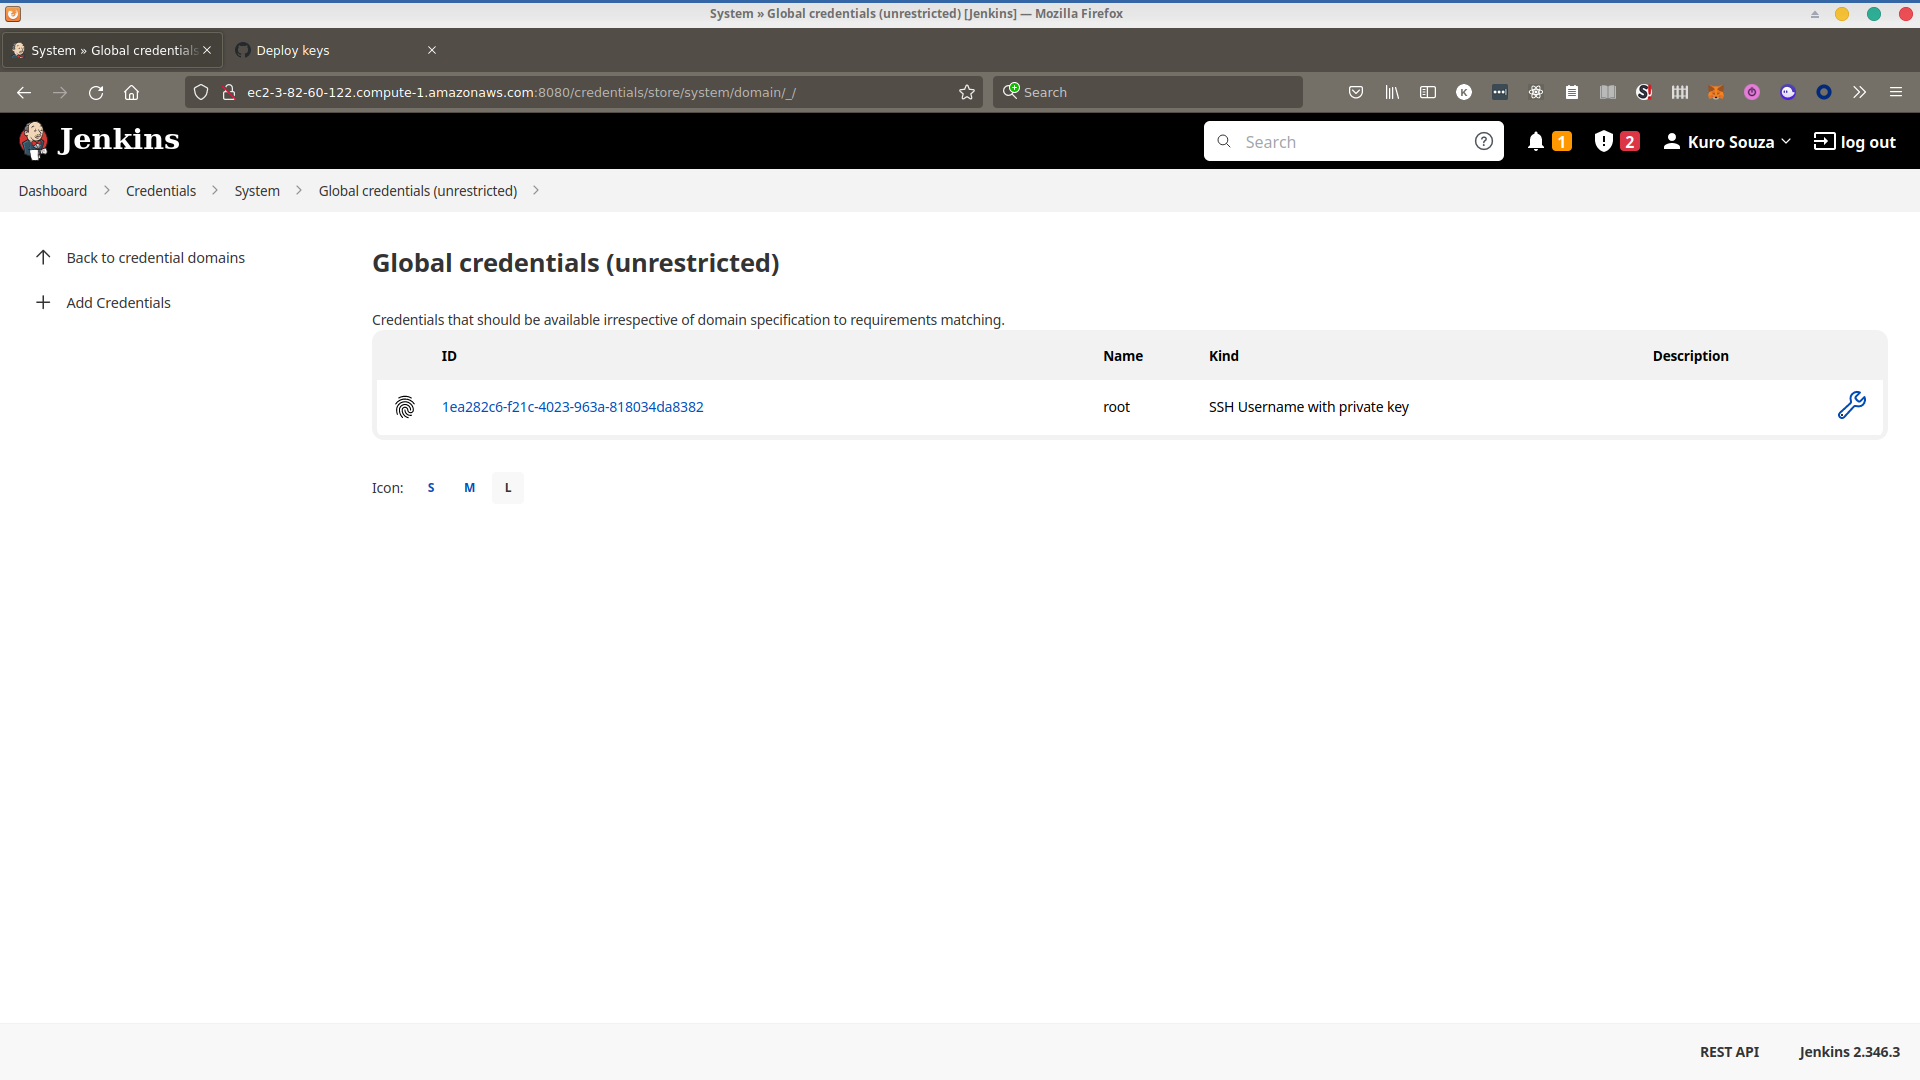 System » Global credentials (unrestricted) [Jenkins] — Mozilla Firefox
System » Global credentials
Deploy keys
ec2-3-82-60-122.compute-1.amazonaws.com:8080/credentials/store/system/domain/_/
Search
Jenkins
Search
1
2
Kuro Souza
log out
Dashboard
Credentials
System
Global credentials (unrestricted)
Back to credential domains
Add Credentials
Global credentials (unrestricted)
Credentials that should be available irrespective of domain specification to requirements matching.
ID Name Kind Description
1ea282c6-f21c-4023-963a-818034da8382 root SSH Username with private key
Icon: S M L
REST API Jenkins 2.346.3